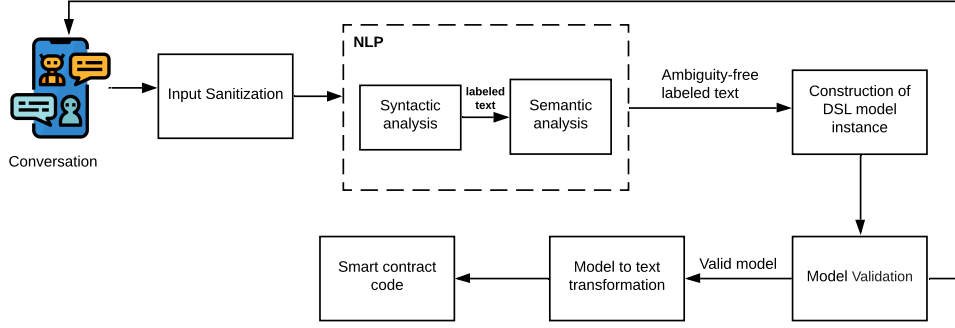 NLP
Input Sanitization
Syntactic
analysis
labeled
text
Semantic
analysis
Ambiguity-free
labeled text
Construction of
DSL model
instance
Conversation
Smart contract
code
Model to text
transformation
Valid model
Model Validation